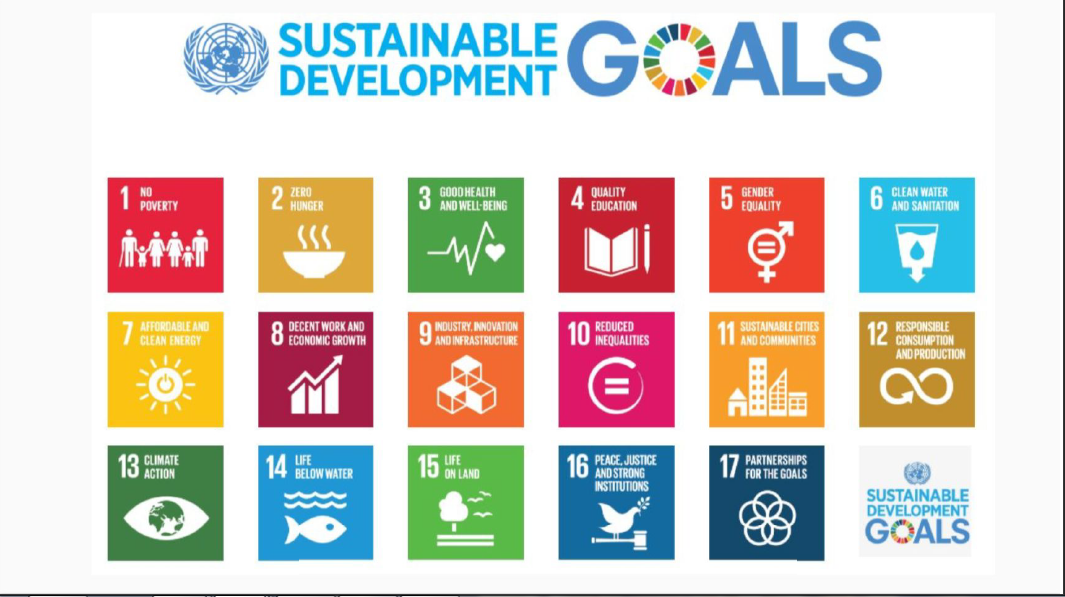 SUSTAINABLE
DEVELOPMENT
GOALS
1 NO
POVERTY
2 ZERO
HUNGER
3 GOOD HEALTH
AND WELL-BEING
4 QUALITY
EDUCATION
5 GENDER
EQUALITY
6 CLEAN WATER
AND SANITATION
7 AFFORDABLE AND
CLEAN ENERGY
8 DECENT WORK AND
ECONOMIC GROWTH
9 INDUSTRY, INNOVATION
AND INFRASTRUCTURE
10 REDUCED
INEQUALITIES
11 SUSTAINABLE CITIES
AND COMMUNITIES
12 RESPONSIBLE
CONSUMPTION
AND PRODUCTION
13 CLIMATE
ACTION
14 LIFE
BELOW WATER
15 LIFE
ON LAND
16 PEACE, JUSTICE
AND STRONG
INSTITUTIONS
17 PARTNERSHIPS
FOR THE GOALS
SUSTAINABLE
DEVELOPMENT
GOALS